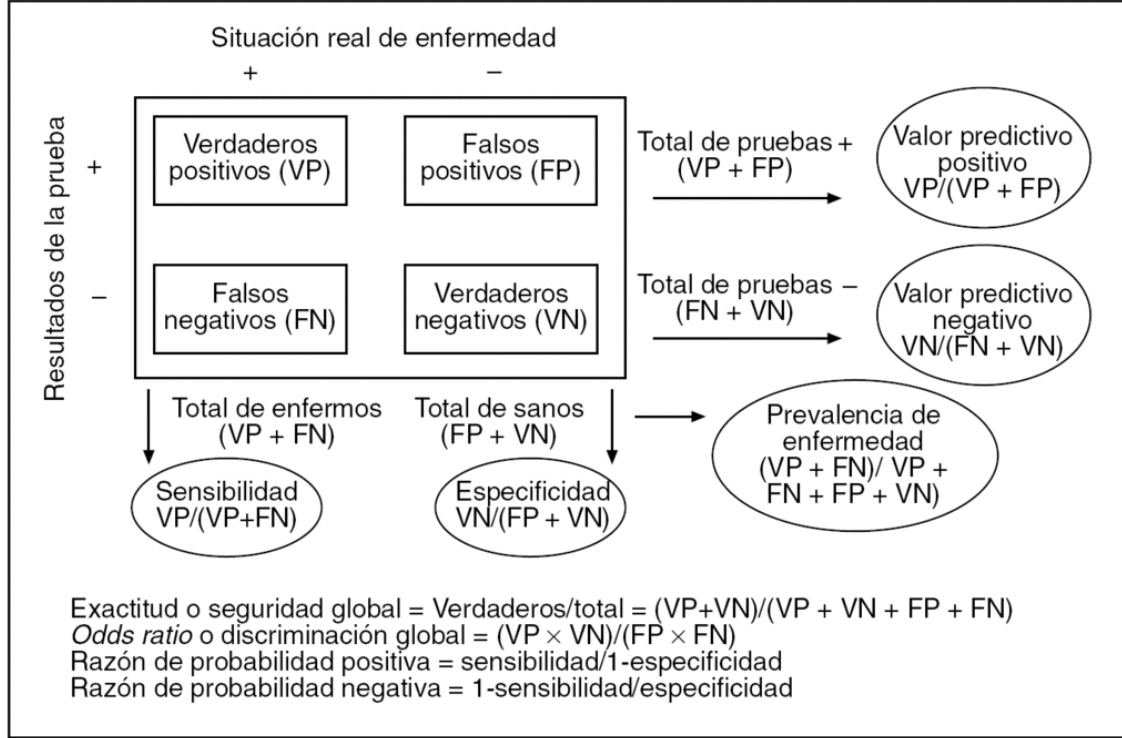 Situación real de enfermedad
+
−
Resultados de la prueba
+
Verdaderos
positivos (VP)
Falsos
positivos (FP)
Total de pruebas +
(VP + FP)
Valor predictivo
positivo
VP/(VP + FP)
−
Falsos
negativos (FN)
Verdaderos
negativos (VN)
Total de pruebas −
(FN + VN)
Valor predictivo
negativo
VN/(FN + VN)
Total de enfermos
(VP + FN)
Total de sanos
(FP + VN)
Prevalencia de
enfermedad
(VP + FN)/ VP +
FN + FP + VN)
Sensibilidad
VP/(VP+FN)
Especificidad
VN/(FP + VN)
Exactitud o seguridad global = Verdaderos/total = (VP+VN)/(VP + VN + FP + FN)
Odds ratio o discriminación global = (VP × VN)/(FP × FN)
Razón de probabilidad positiva = sensibilidad/1-especificidad
Razón de probabilidad negativa = 1-sensibilidad/especificidad